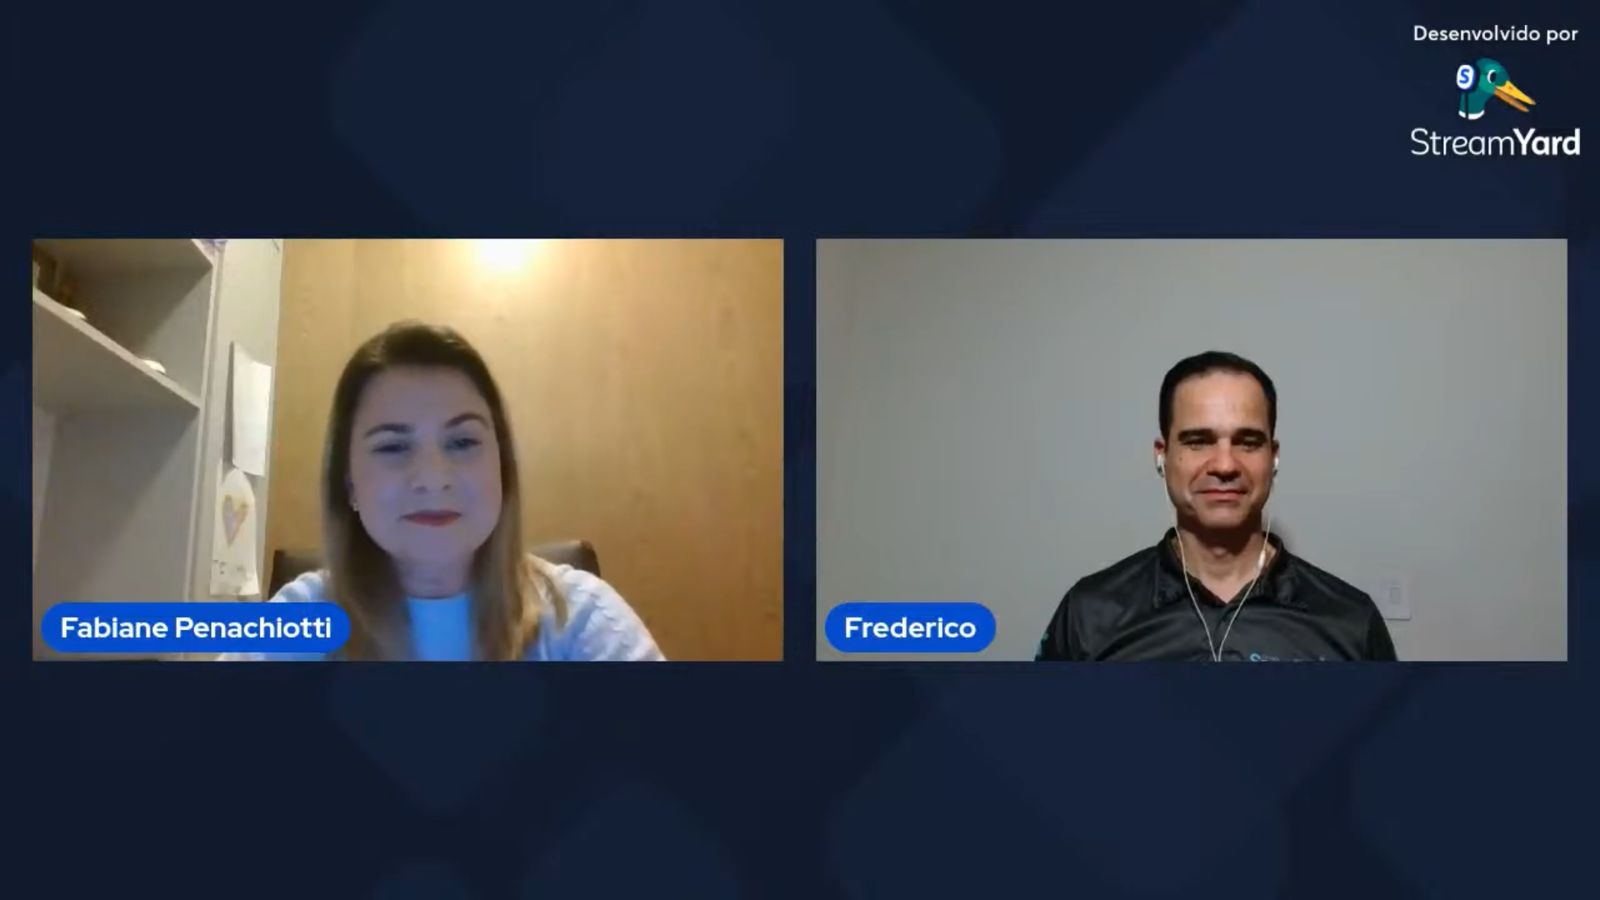 Desenvolvido por
S
StreamYard
Fabiane Penachiotti
Frederico